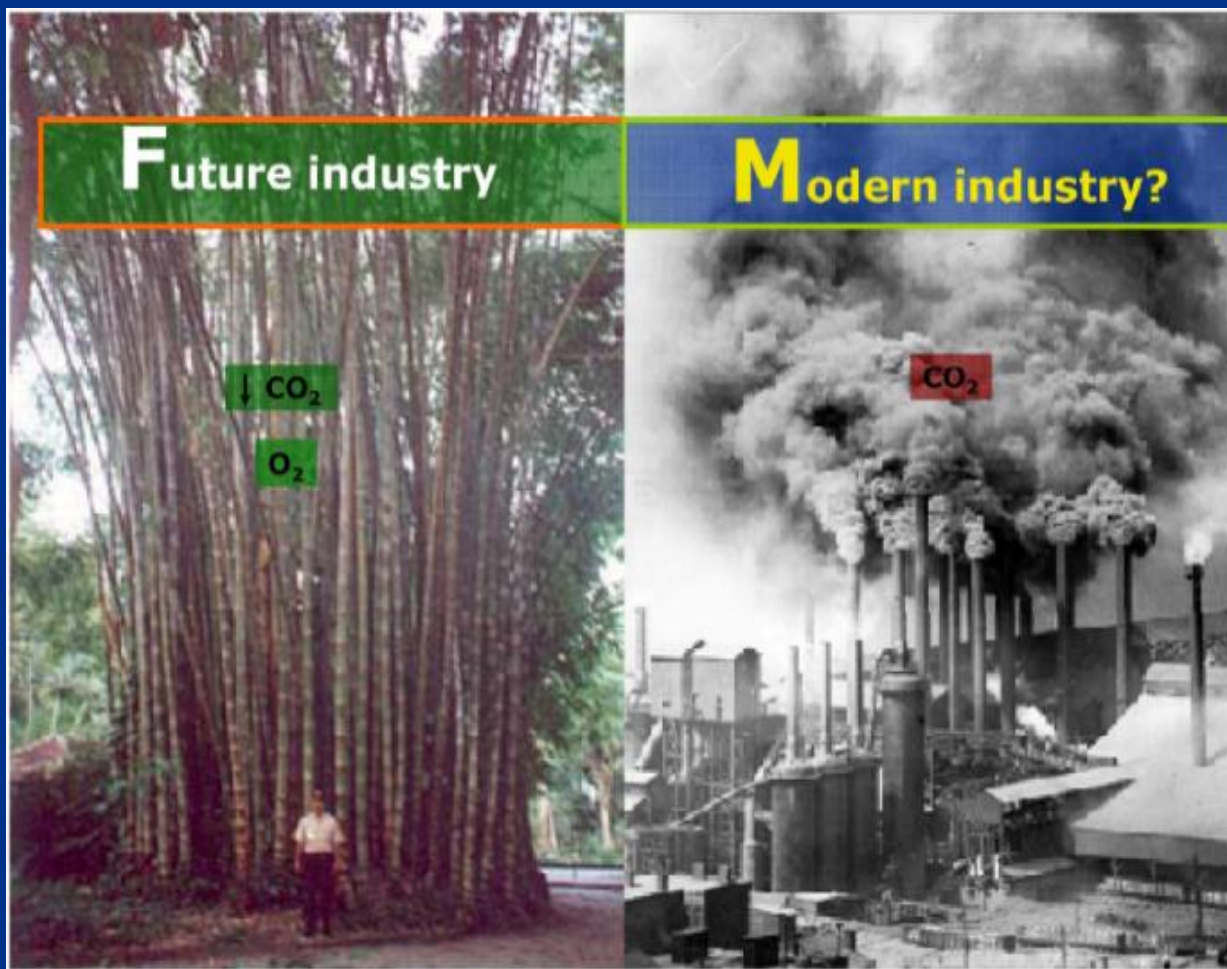 Future industry
Modern industry?
↓ CO₂
O₂
CO₂